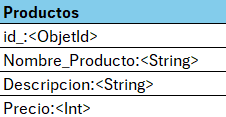 Productos
id_:<ObjetId>
Nombre_Producto:<String>
Descripcion:<String>
Precio:<Int>